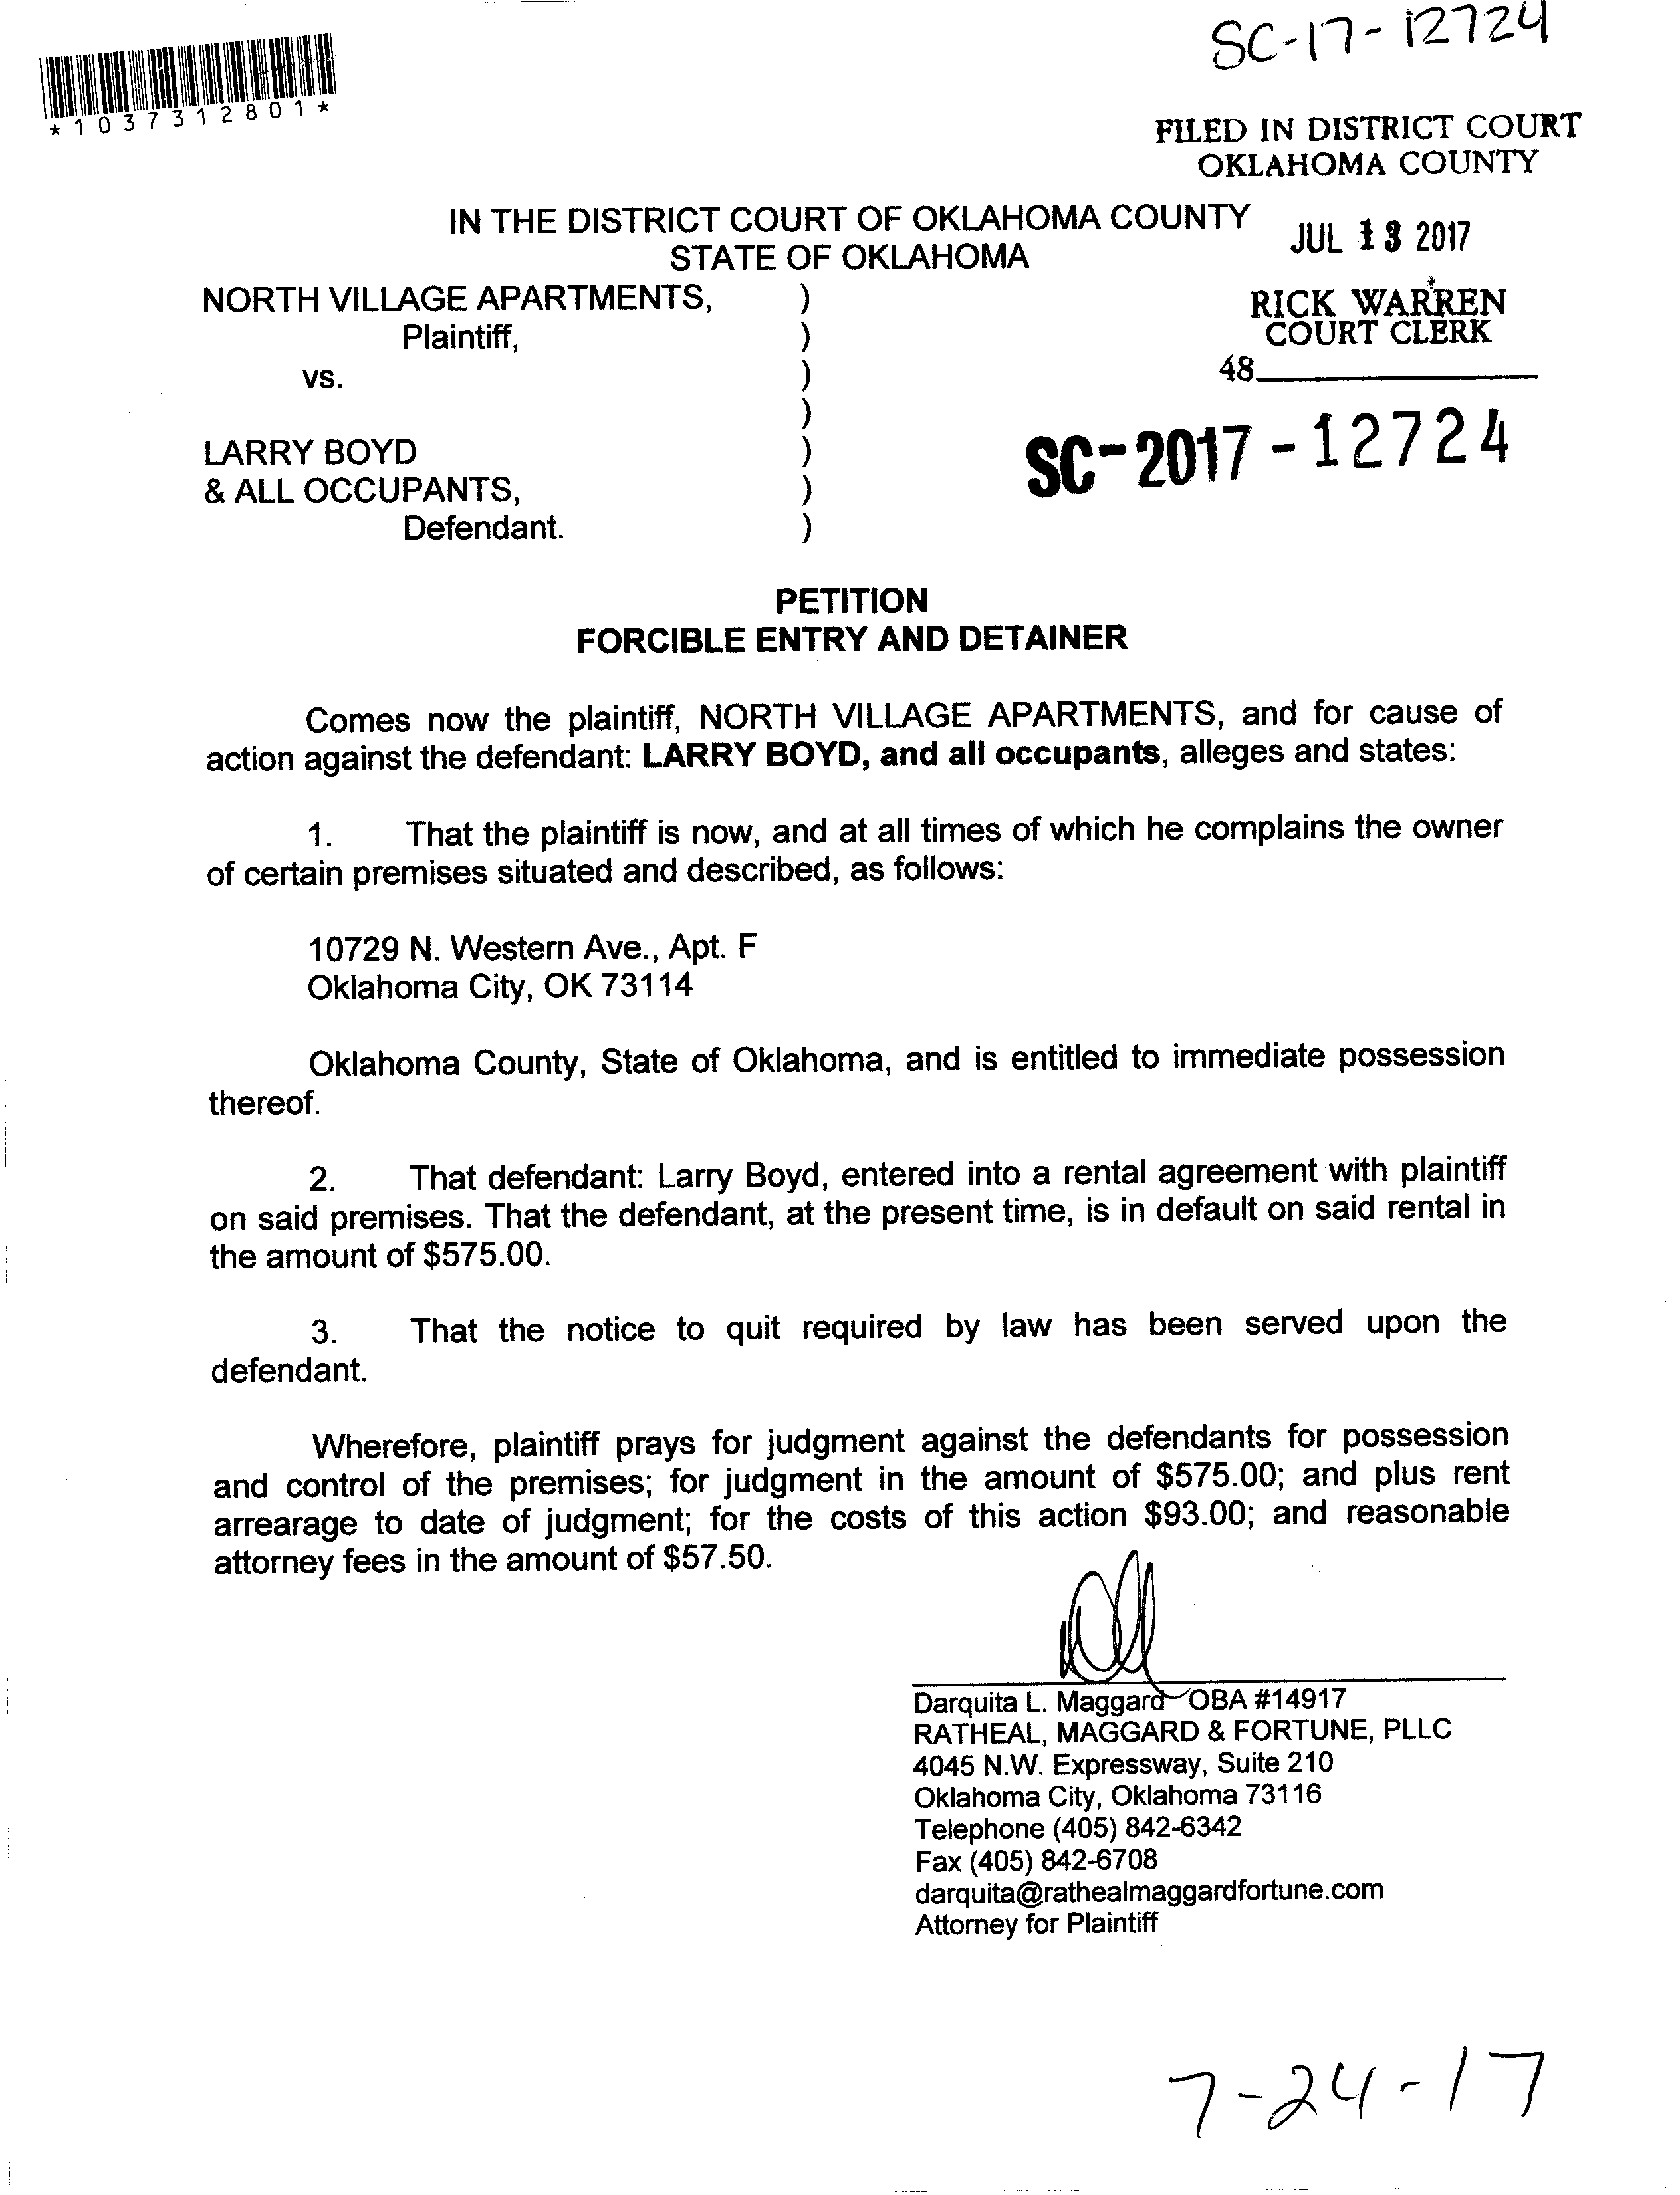 SC-17-12724
*1037312801*
FILED IN DISTRICT COURT
OKLAHOMA COUNTY
IN THE DISTRICT COURT OF OKLAHOMA COUNTY
STATE OF OKLAHOMA
JUL 13 2017
NORTH VILLAGE APARTMENTS, )
Plaintiff, )
vs. )
)
LARRY BOYD )
& ALL OCCUPANTS, )
Defendant. )
RICK WARREN
COURT CLERK
48
SC-2017-12724
PETITION
FORCIBLE ENTRY AND DETAINER
Comes now the plaintiff, NORTH VILLAGE APARTMENTS, and for cause of
action against the defendant: LARRY BOYD, and all occupants, alleges and states:
1. That the plaintiff is now, and at all times of which he complains the owner
of certain premises situated and described, as follows:
10729 N. Western Ave., Apt. F
Oklahoma City, OK 73114
Oklahoma County, State of Oklahoma, and is entitled to immediate possession
thereof.
2. That defendant: Larry Boyd, entered into a rental agreement with plaintiff
on said premises. That the defendant, at the present time, is in default on said rental in
the amount of $575.00.
3. That the notice to quit required by law has been served upon the
defendant.
Wherefore, plaintiff prays for judgment against the defendants for possession
and control of the premises; for judgment in the amount of $575.00; and plus rent
arrearage to date of judgment; for the costs of this action $93.00; and reasonable
attorney fees in the amount of $57.50.
Darquita L. Maggard OBA #14917
RATHEAL, MAGGARD & FORTUNE, PLLC
4045 N.W. Expressway, Suite 210
Oklahoma City, Oklahoma 73116
Telephone (405) 842-6342
Fax (405) 842-6708
darquita@rathealmaggardfortune.com
Attorney for Plaintiff
7-24-17